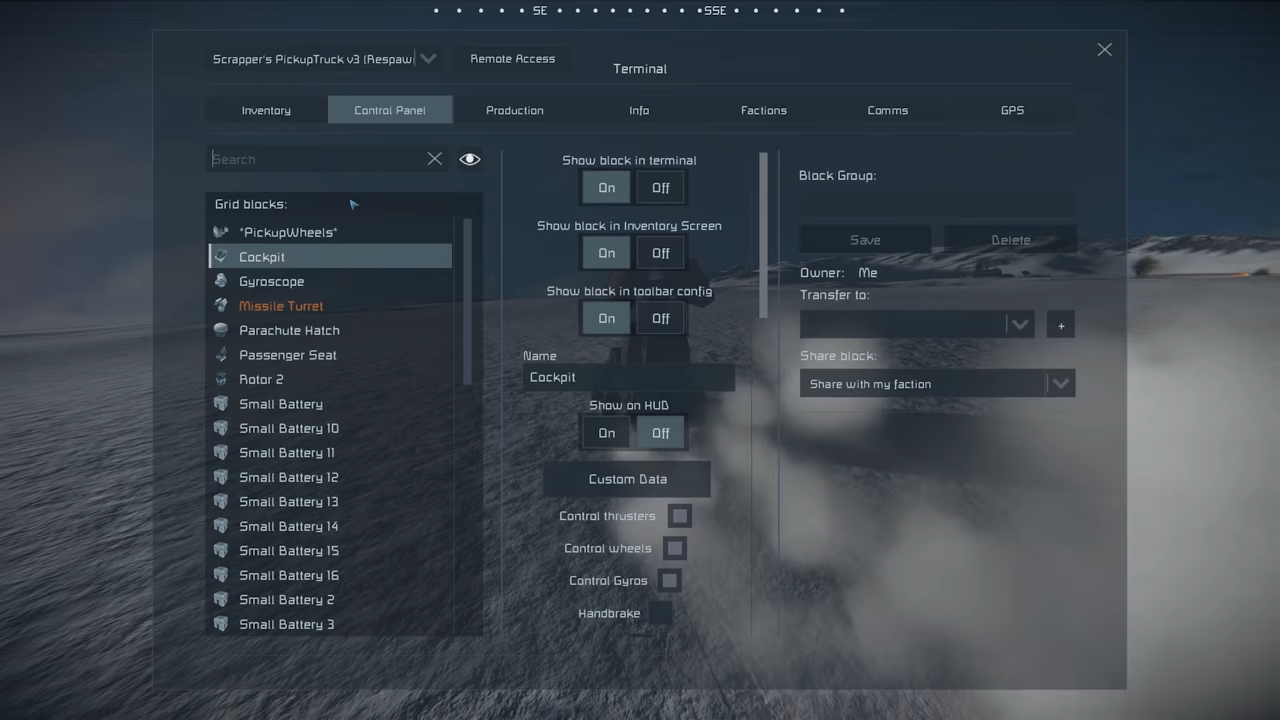 SE SSE
Scrapper's PickupTruck v3 (Respaw
Remote Access
Terminal
Inventory
Control Panel
Production
Info
Factions
Comms
GPS
Search
Grid blocks:
*PickupWheels*
Cockpit
Gyroscope
Missile Turret
Parachute Hatch
Passenger Seat
Rotor 2
Small Battery
Small Battery 10
Small Battery 11
Small Battery 12
Small Battery 13
Small Battery 14
Small Battery 15
Small Battery 16
Small Battery 2
Small Battery 3
Show block in terminal
On Off
Show block in Inventory Screen
On Off
Show block in toolbar config
On Off
Name
Cockpit
Show on HUD
On Off
Custom Data
Control thrusters
Control wheels
Control Gyros
Handbrake
Block Group:
Save Delete
Owner: Me
Transfer to:
+
Share block:
Share with my faction